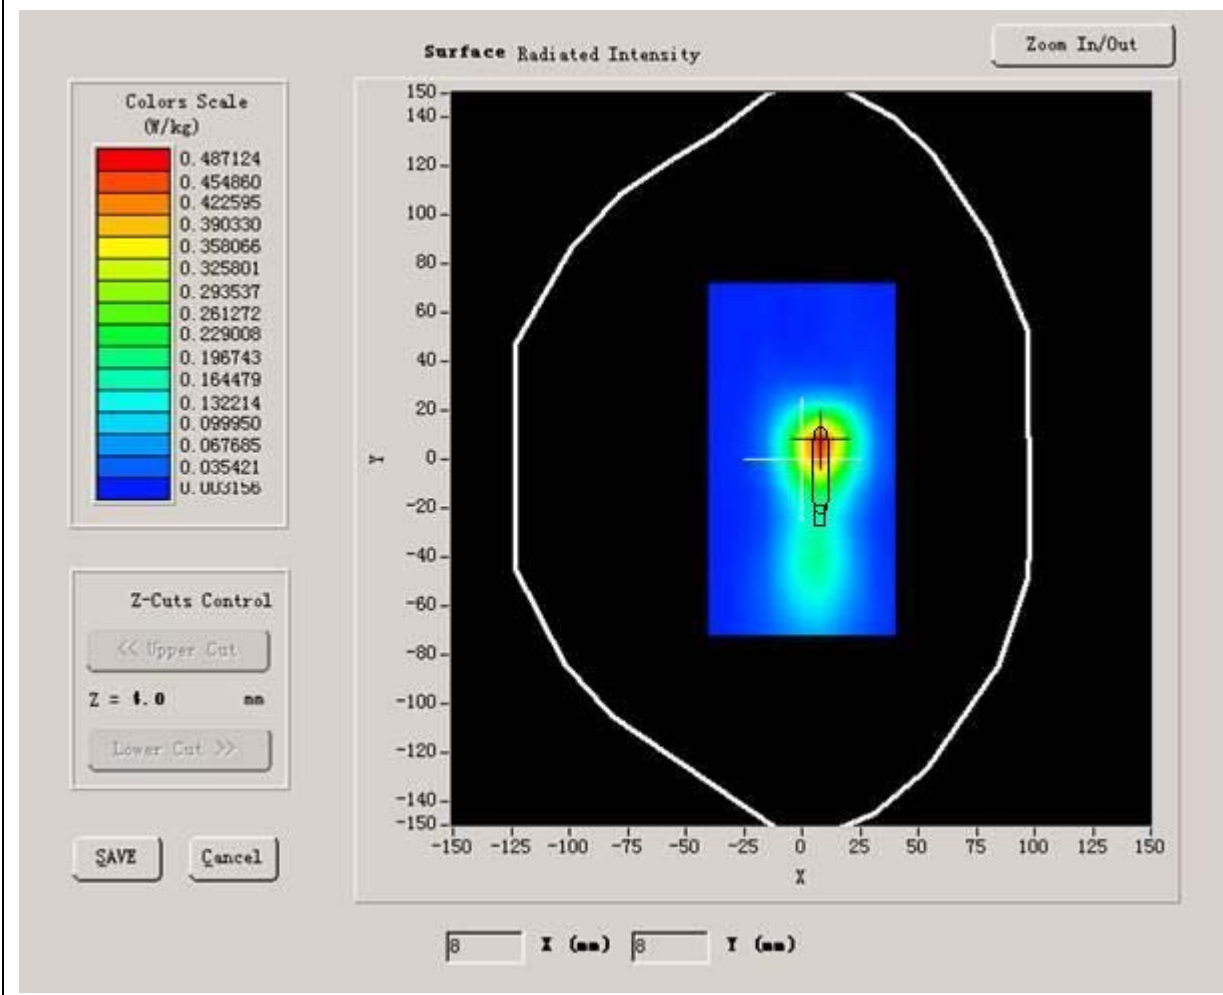 Surface Radiated Intensity
Zoom In/Out
Colors Scale
(W/kg)
0.487124
0.454860
0.422595
0.390330
0.358066
0.325801
0.293537
0.261272
0.229008
0.196743
0.164479
0.132214
0.099950
0.067685
0.035421
0.003156
Z-Cuts Control
<< Upper Cut
Z = 4.0 mm
Lower Cut >>
SAVE
Cancel
150
140
120
100
80
60
40
20
0
-20
-40
-60
-80
-100
-120
-140
-150
Y
-150 -125 -100 -75 -50 -25 0 25 50 75 100 125 150
X
8 X (mm) 8 Y (mm)